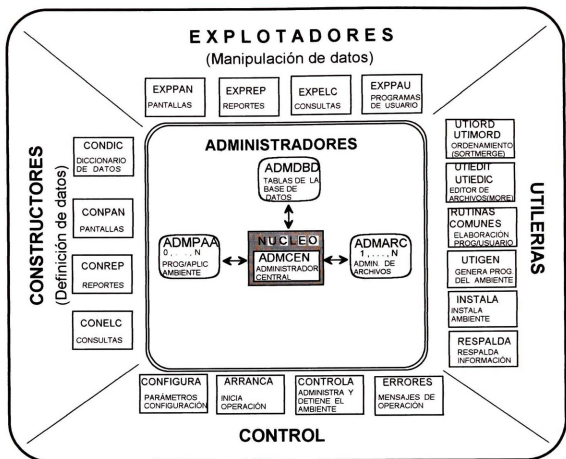 EXPLOTADORES
(Manipulación de datos)
EXPPAN
PANTALLAS
EXPREP
REPORTES
EXPELC
CONSULTAS
EXPPAU
PROGRAMAS
DE USUARIO
CONSTRUCTORES
(Definición de datos)
CONDIC
DICCIONARIO
DE DATOS
CONPAN
PANTALLAS
CONREP
REPORTES
CONELC
CONSULTAS
ADMINISTRADORES
ADMDBD
TABLAS DE LA
BASE DE
DATOS
ADMPAA
0, . . . , N
PROG/APLIC
AMBIENTE
NUCLEO
ADMCEN
ADMINISTRADOR
CENTRAL
ADMARC
1, . . . , N
ADMIN. DE
ARCHIVOS
UTILERIAS
UTIORD
UTIMORD
ORDENAMIENTO
(SORTMERGE)
UTIEDIT
UTIEDIC
EDITOR DE
ARCHIVOS(MORE)
RUTINAS
COMUNES
ELABORACIÓN
PROG/USUARIO
UTIGEN
GENERA PROG.
DEL AMBIENTE
INSTALA
INSTALA
AMBIENTE
RESPALDA
RESPALDA
INFORMACIÓN
CONFIGURA
PARÁMETROS
CONFIGURACIÓN
ARRANCA
INICIA
OPERACIÓN
CONTROLA
ADMINISTRA Y
DETIENE EL
AMBIENTE
ERRORES
MENSAJES DE
OPERACIÓN
CONTROL